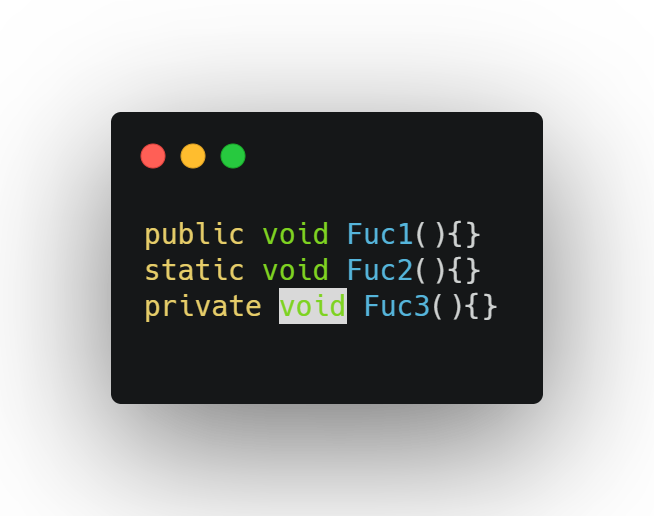 public void Fuc1(){}
static void Fuc2(){}
private void Fuc3(){}